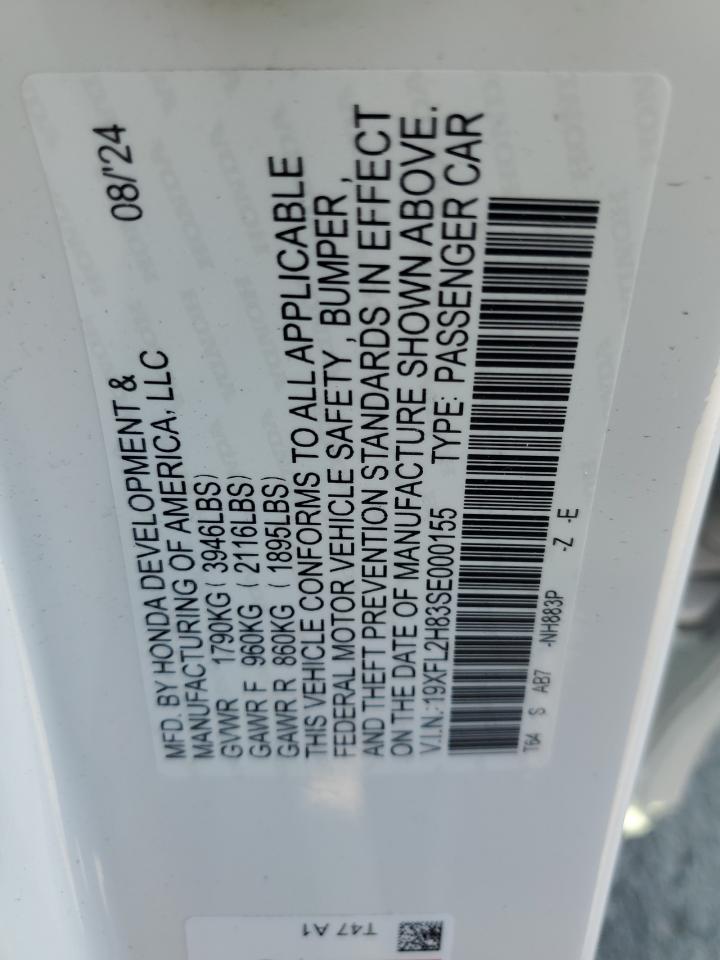 08/'24
MFD. BY HONDA DEVELOPMENT &
MANUFACTURING OF AMERICA, LLC
GVWR 1790KG ( 3946LBS)
GAWR F 960KG ( 2116LBS)
GAWR R 860KG ( 1895LBS)
THIS VEHICLE CONFORMS TO ALL APPLICABLE
FEDERAL MOTOR VEHICLE SAFETY , BUMPER ,
AND THEFT PREVENTION STANDARDS IN EFFECT
ON THE DATE OF MANUFACTURE SHOWN ABOVE.
V.I.N.:19XFL2H83SE000155 TYPE: PASSENGER CAR
T64 S AB7 -NH883P -Z -E
T47 A1